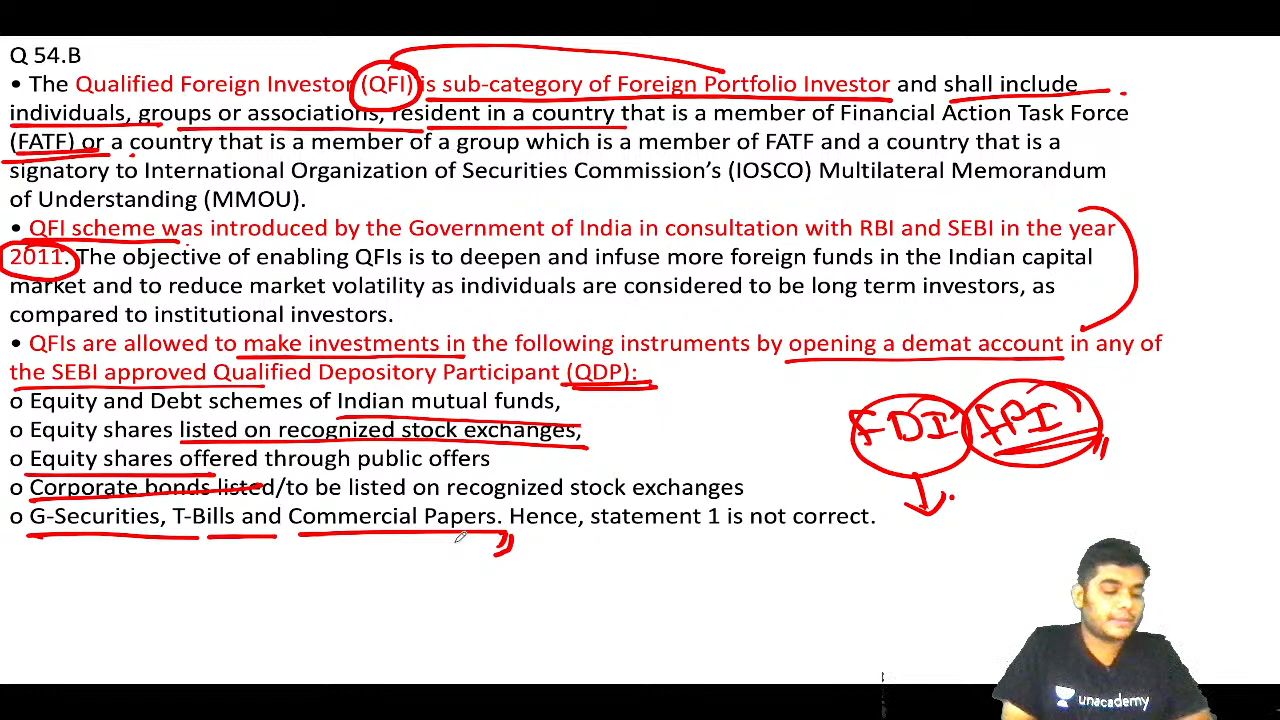 Q 54.B
• The Qualified Foreign Investor (QFI) is sub-category of Foreign Portfolio Investor and shall include
individuals, groups or associations, resident in a country that is a member of Financial Action Task Force
(FATF) or a country that is a member of a group which is a member of FATF and a country that is a
signatory to International Organization of Securities Commission’s (IOSCO) Multilateral Memorandum
of Understanding (MMOU).
• QFI scheme was introduced by the Government of India in consultation with RBI and SEBI in the year
2011. The objective of enabling QFIs is to deepen and infuse more foreign funds in the Indian capital
market and to reduce market volatility as individuals are considered to be long term investors, as
compared to institutional investors.
• QFIs are allowed to make investments in the following instruments by opening a demat account in any of
the SEBI approved Qualified Depository Participant (QDP):
o Equity and Debt schemes of Indian mutual funds,
o Equity shares listed on recognized stock exchanges,
o Equity shares offered through public offers
o Corporate bonds listed/to be listed on recognized stock exchanges
o G-Securities, T-Bills and Commercial Papers. Hence, statement 1 is not correct.
FDI FPI
unacademy